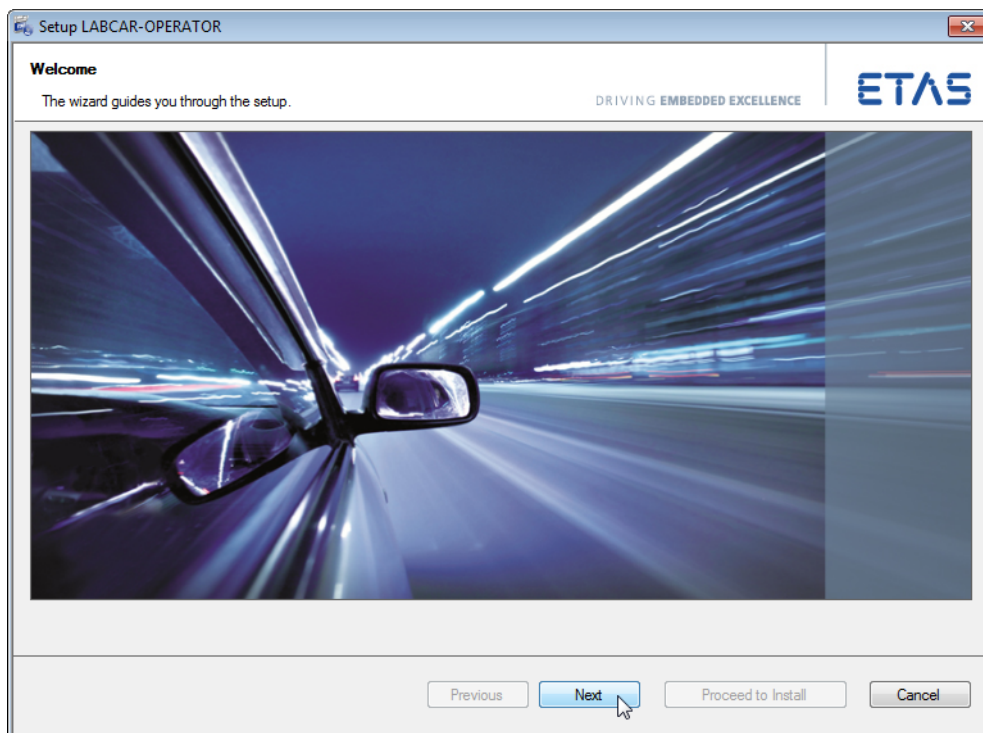 Setup LABCAR-OPERATOR
Welcome
The wizard guides you through the setup.
DRIVING EMBEDDED EXCELLENCE
ETAS
Previous
Next
Proceed to Install
Cancel